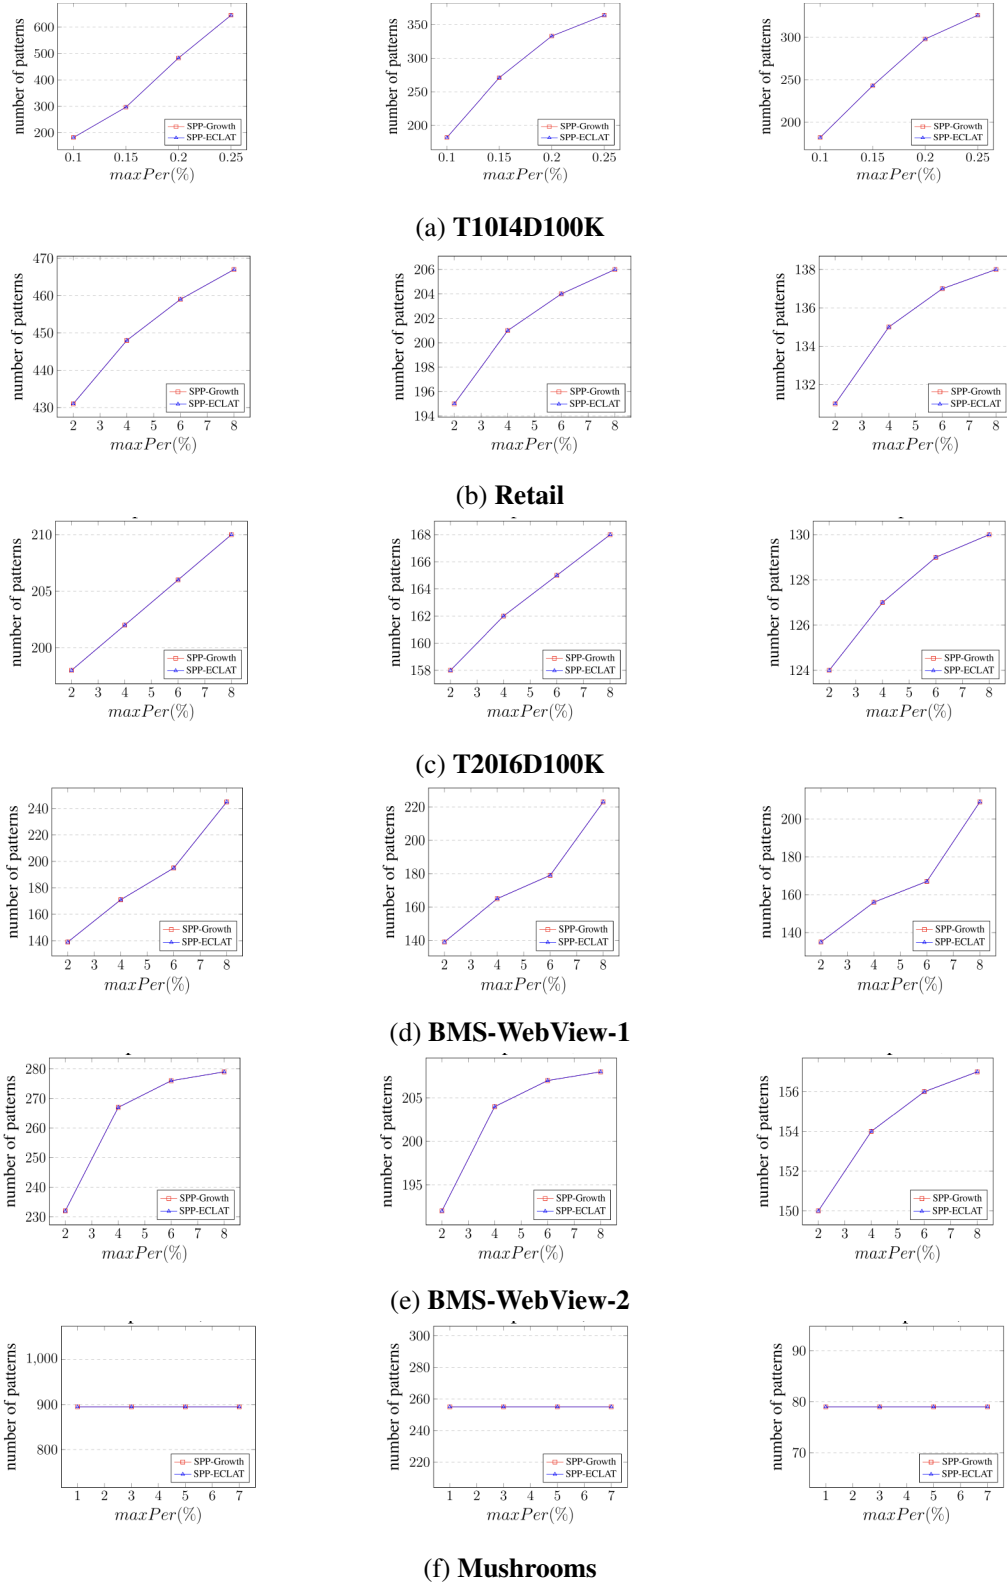 number of patterns
600
500
400
300
200
0.1 0.15 0.2 0.25
maxPer(%)
SPP-Growth
SPP-ECLAT
number of patterns
350
300
250
200
0.1 0.15 0.2 0.25
maxPer(%)
SPP-Growth
SPP-ECLAT
number of patterns
300
250
200
0.1 0.15 0.2 0.25
maxPer(%)
SPP-Growth
SPP-ECLAT
(a) T10I4D100K
number of patterns
470
460
450
440
430
2 3 4 5 6 7 8
maxPer(%)
SPP-Growth
SPP-ECLAT
number of patterns
206
204
202
200
198
196
194
2 3 4 5 6 7 8
maxPer(%)
SPP-Growth
SPP-ECLAT
number of patterns
138
136
134
132
2 3 4 5 6 7 8
maxPer(%)
SPP-Growth
SPP-ECLAT
(b) Retail
number of patterns
210
205
200
2 3 4 5 6 7 8
maxPer(%)
SPP-Growth
SPP-ECLAT
number of patterns
168
166
164
162
160
158
2 3 4 5 6 7 8
maxPer(%)
SPP-Growth
SPP-ECLAT
number of patterns
130
128
126
124
2 3 4 5 6 7 8
maxPer(%)
SPP-Growth
SPP-ECLAT
(c) T20I6D100K
number of patterns
240
220
200
180
160
140
2 3 4 5 6 7 8
maxPer(%)
SPP-Growth
SPP-ECLAT
number of patterns
220
200
180
160
140
2 3 4 5 6 7 8
maxPer(%)
SPP-Growth
SPP-ECLAT
number of patterns
200
180
160
140
2 3 4 5 6 7 8
maxPer(%)
SPP-Growth
SPP-ECLAT
(d) BMS-WebView-1
number of patterns
280
270
260
250
240
230
2 3 4 5 6 7 8
maxPer(%)
SPP-Growth
SPP-ECLAT
number of patterns
205
200
195
2 3 4 5 6 7 8
maxPer(%)
SPP-Growth
SPP-ECLAT
number of patterns
156
154
152
150
2 3 4 5 6 7 8
maxPer(%)
SPP-Growth
SPP-ECLAT
(e) BMS-WebView-2
number of patterns
1,000
900
800
1 2 3 4 5 6 7
maxPer(%)
SPP-Growth
SPP-ECLAT
number of patterns
300
280
260
240
220
1 2 3 4 5 6 7
maxPer(%)
SPP-Growth
SPP-ECLAT
number of patterns
90
80
70
1 2 3 4 5 6 7
maxPer(%)
SPP-Growth
SPP-ECLAT
(f) Mushrooms